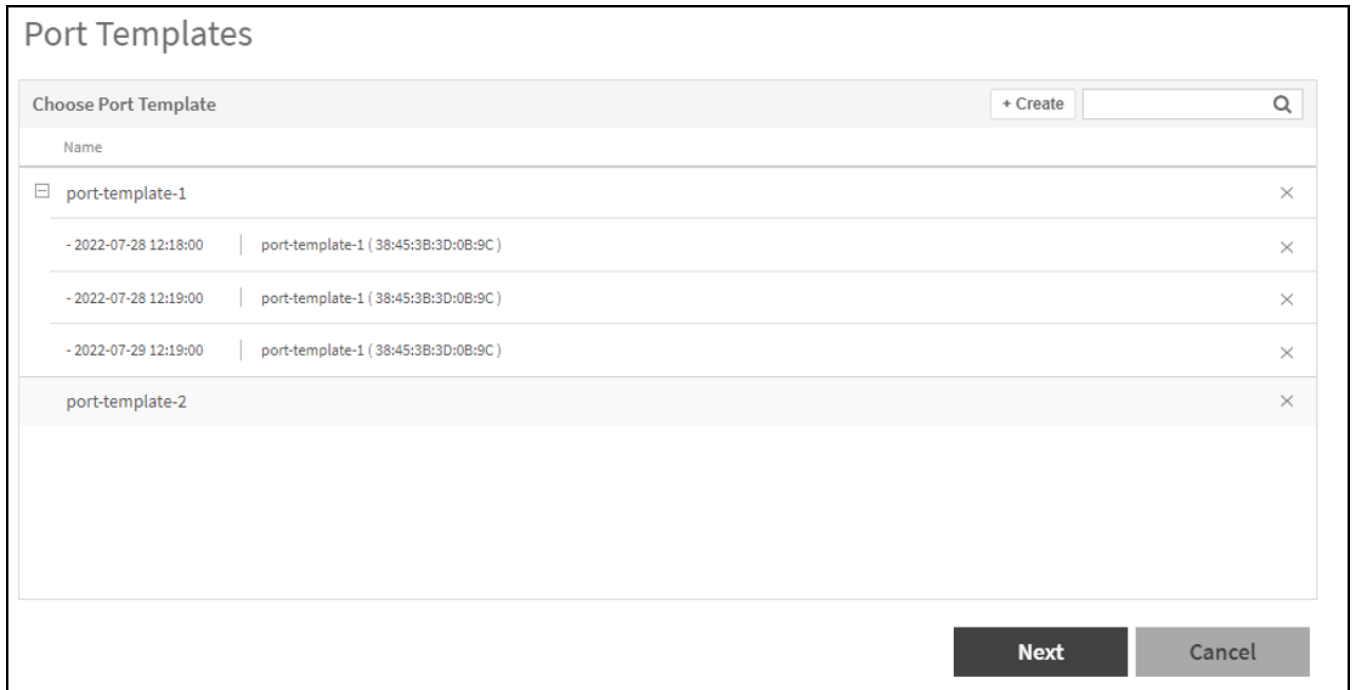 Port Templates
Choose Port Template + Create
Name
port-template-1
- 2022-07-28 12:18:00 port-template-1 ( 38:45:3B:3D:0B:9C )
- 2022-07-28 12:19:00 port-template-1 ( 38:45:3B:3D:0B:9C )
- 2022-07-29 12:19:00 port-template-1 ( 38:45:3B:3D:0B:9C )
port-template-2
Next Cancel